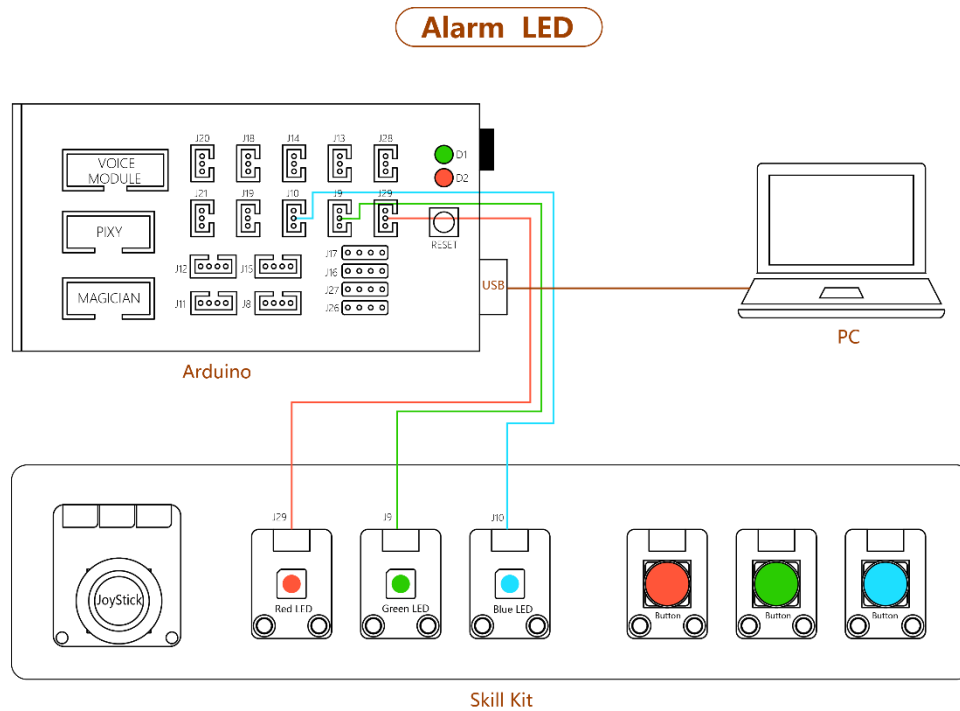 Alarm LED
J20 J18 J14 J13 J28
VOICE
MODULE
D1
D2
J21 J19 J10 J9 J29
PIXY
RESET
J17
J12 J15
J16
MAGICIAN
USB
J27
J11 J8
J26
PC
Arduino
J29 J9 J10
JoyStick
Red LED Green LED Blue LED
Button Button Button
Skill Kit